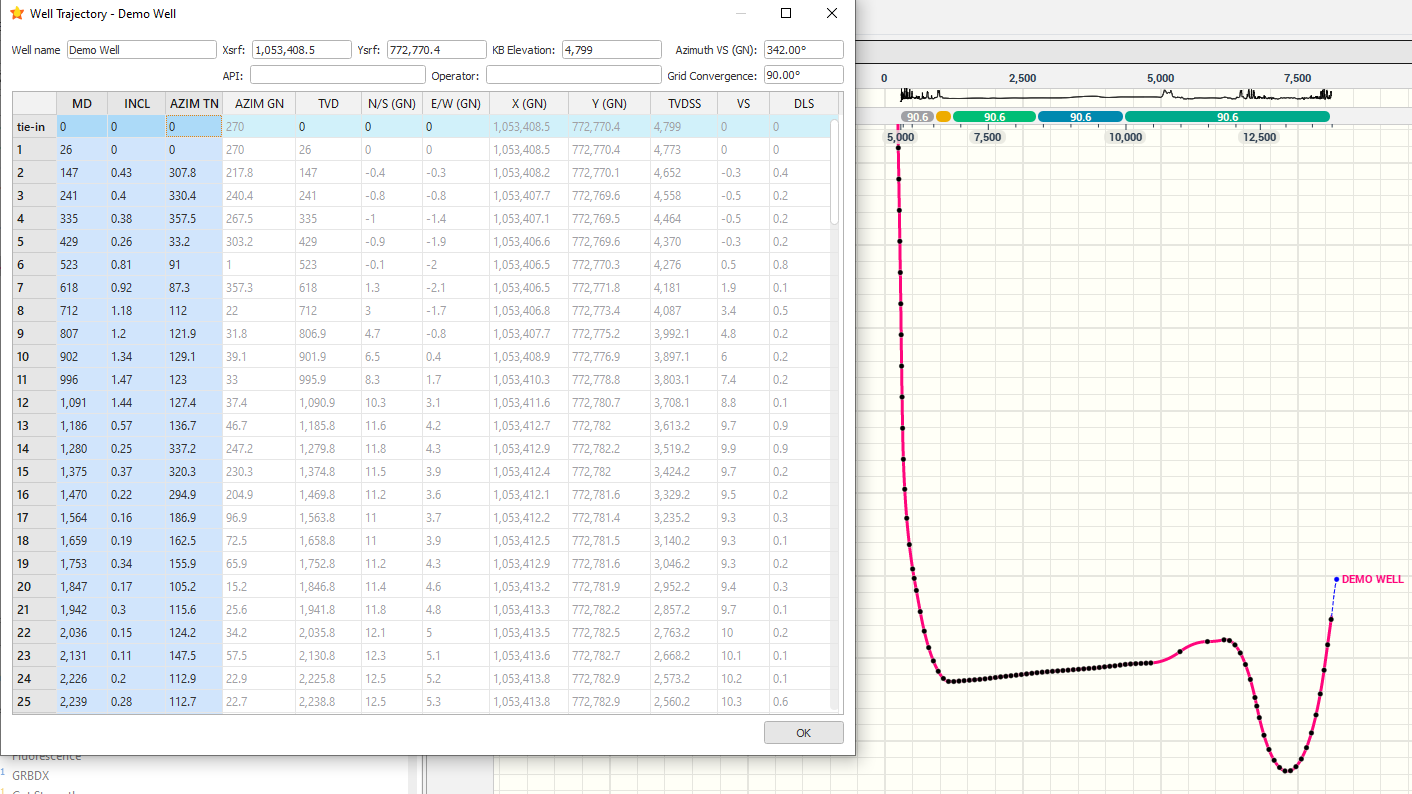 Well Trajectory - Demo Well
Well name Demo Well Xsrf: 1,053,408.5 Ysrf: 772,770.4 KB Elevation: 4,799 Azimuth VS (GN): 342.00°
API: Operator: Grid Convergence: 90.00°
MD INCL AZIM TN AZIM GN TVD N/S (GN) E/W (GN) X (GN) Y (GN) TVDSS VS DLS
tie-in 0 0 0 270 0 0 0 1,053,408.5 772,770.4 4,799 0 0
1 26 0 0 270 26 0 0 1,053,408.5 772,770.4 4,773 0 0
2 147 0.43 307.8 217.8 147 -0.4 -0.3 1,053,408.2 772,770.1 4,652 -0.3 0.4
3 241 0.4 330.4 240.4 241 -0.8 -0.8 1,053,407.7 772,769.6 4,558 -0.5 0.2
4 335 0.38 357.5 267.5 335 -1 -1.4 1,053,407.1 772,769.5 4,464 -0.5 0.2
5 429 0.26 33.2 303.2 429 -0.9 -1.9 1,053,406.6 772,769.6 4,370 -0.3 0.2
6 523 0.81 91 1 523 -0.1 -2 1,053,406.5 772,770.3 4,276 0.5 0.8
7 618 0.92 87.3 357.3 618 1.3 -2.1 1,053,406.5 772,771.8 4,181 1.9 0.1
8 712 1.18 112 22 712 3 -1.7 1,053,406.8 772,773.4 4,087 3.4 0.5
9 807 1.2 121.9 31.8 806.9 4.7 -0.8 1,053,407.7 772,775.2 3,992.1 4.8 0.2
10 902 1.34 129.1 39.1 901.9 6.5 0.4 1,053,408.9 772,776.9 3,897.1 6 0.2
11 996 1.47 123 33 995.9 8.3 1.7 1,053,410.3 772,778.8 3,803.1 7.4 0.2
12 1,091 1.44 127.4 37.4 1,090.9 10.3 3.1 1,053,411.6 772,780.7 3,708.1 8.8 0.1
13 1,186 0.57 136.7 46.7 1,185.8 11.6 4.2 1,053,412.7 772,782 3,613.2 9.7 0.9
14 1,280 0.25 337.2 247.2 1,279.8 11.8 4.3 1,053,412.9 772,782.2 3,519.2 9.9 0.9
15 1,375 0.37 320.3 230.3 1,374.8 11.5 3.9 1,053,412.4 772,782 3,424.2 9.7 0.2
16 1,470 0.22 294.9 204.9 1,469.8 11.2 3.6 1,053,412.1 772,781.6 3,329.2 9.5 0.2
17 1,564 0.16 186.9 96.9 1,563.8 11 3.7 1,053,412.2 772,781.4 3,235.2 9.3 0.3
18 1,659 0.19 162.5 72.5 1,658.8 11 3.9 1,053,412.5 772,781.5 3,140.2 9.3 0.1
19 1,753 0.34 155.9 65.9 1,752.8 11.2 4.3 1,053,412.9 772,781.6 3,046.2 9.3 0.2
20 1,847 0.17 105.2 15.2 1,846.8 11.4 4.6 1,053,413.2 772,781.9 2,952.2 9.4 0.3
21 1,942 0.3 115.6 25.6 1,941.8 11.8 4.8 1,053,413.3 772,782.2 2,857.2 9.7 0.1
22 2,036 0.15 124.2 34.2 2,035.8 12.1 5 1,053,413.5 772,782.5 2,763.2 10 0.2
23 2,131 0.11 147.5 57.5 2,130.8 12.3 5.1 1,053,413.6 772,782.7 2,668.2 10.1 0.1
24 2,226 0.2 112.9 22.9 2,225.8 12.5 5.2 1,053,413.8 772,782.9 2,573.2 10.2 0.1
25 2,239 0.28 112.7 22.7 2,238.8 12.5 5.3 1,053,413.8 772,782.9 2,560.2 10.3 0.6
OK
GRBDX
0 2,500 5,000 7,500
90.6 90.6 90.6 90.6
5,000 7,500 10,000 12,500
DEMO WELL